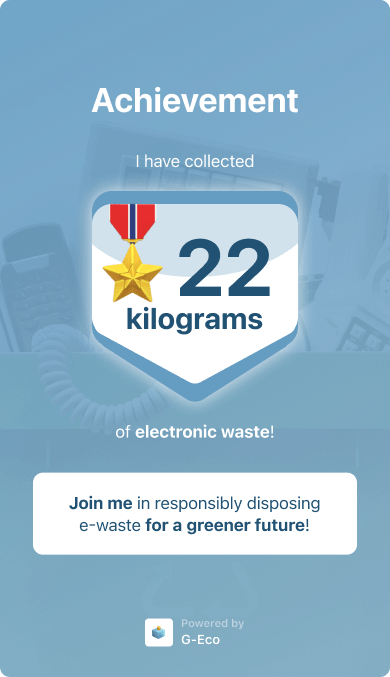 Achievement
I have collected
22
kilograms
of electronic waste!
Join me in responsibly disposing
e-waste for a greener future!
Powered by
G-Eco